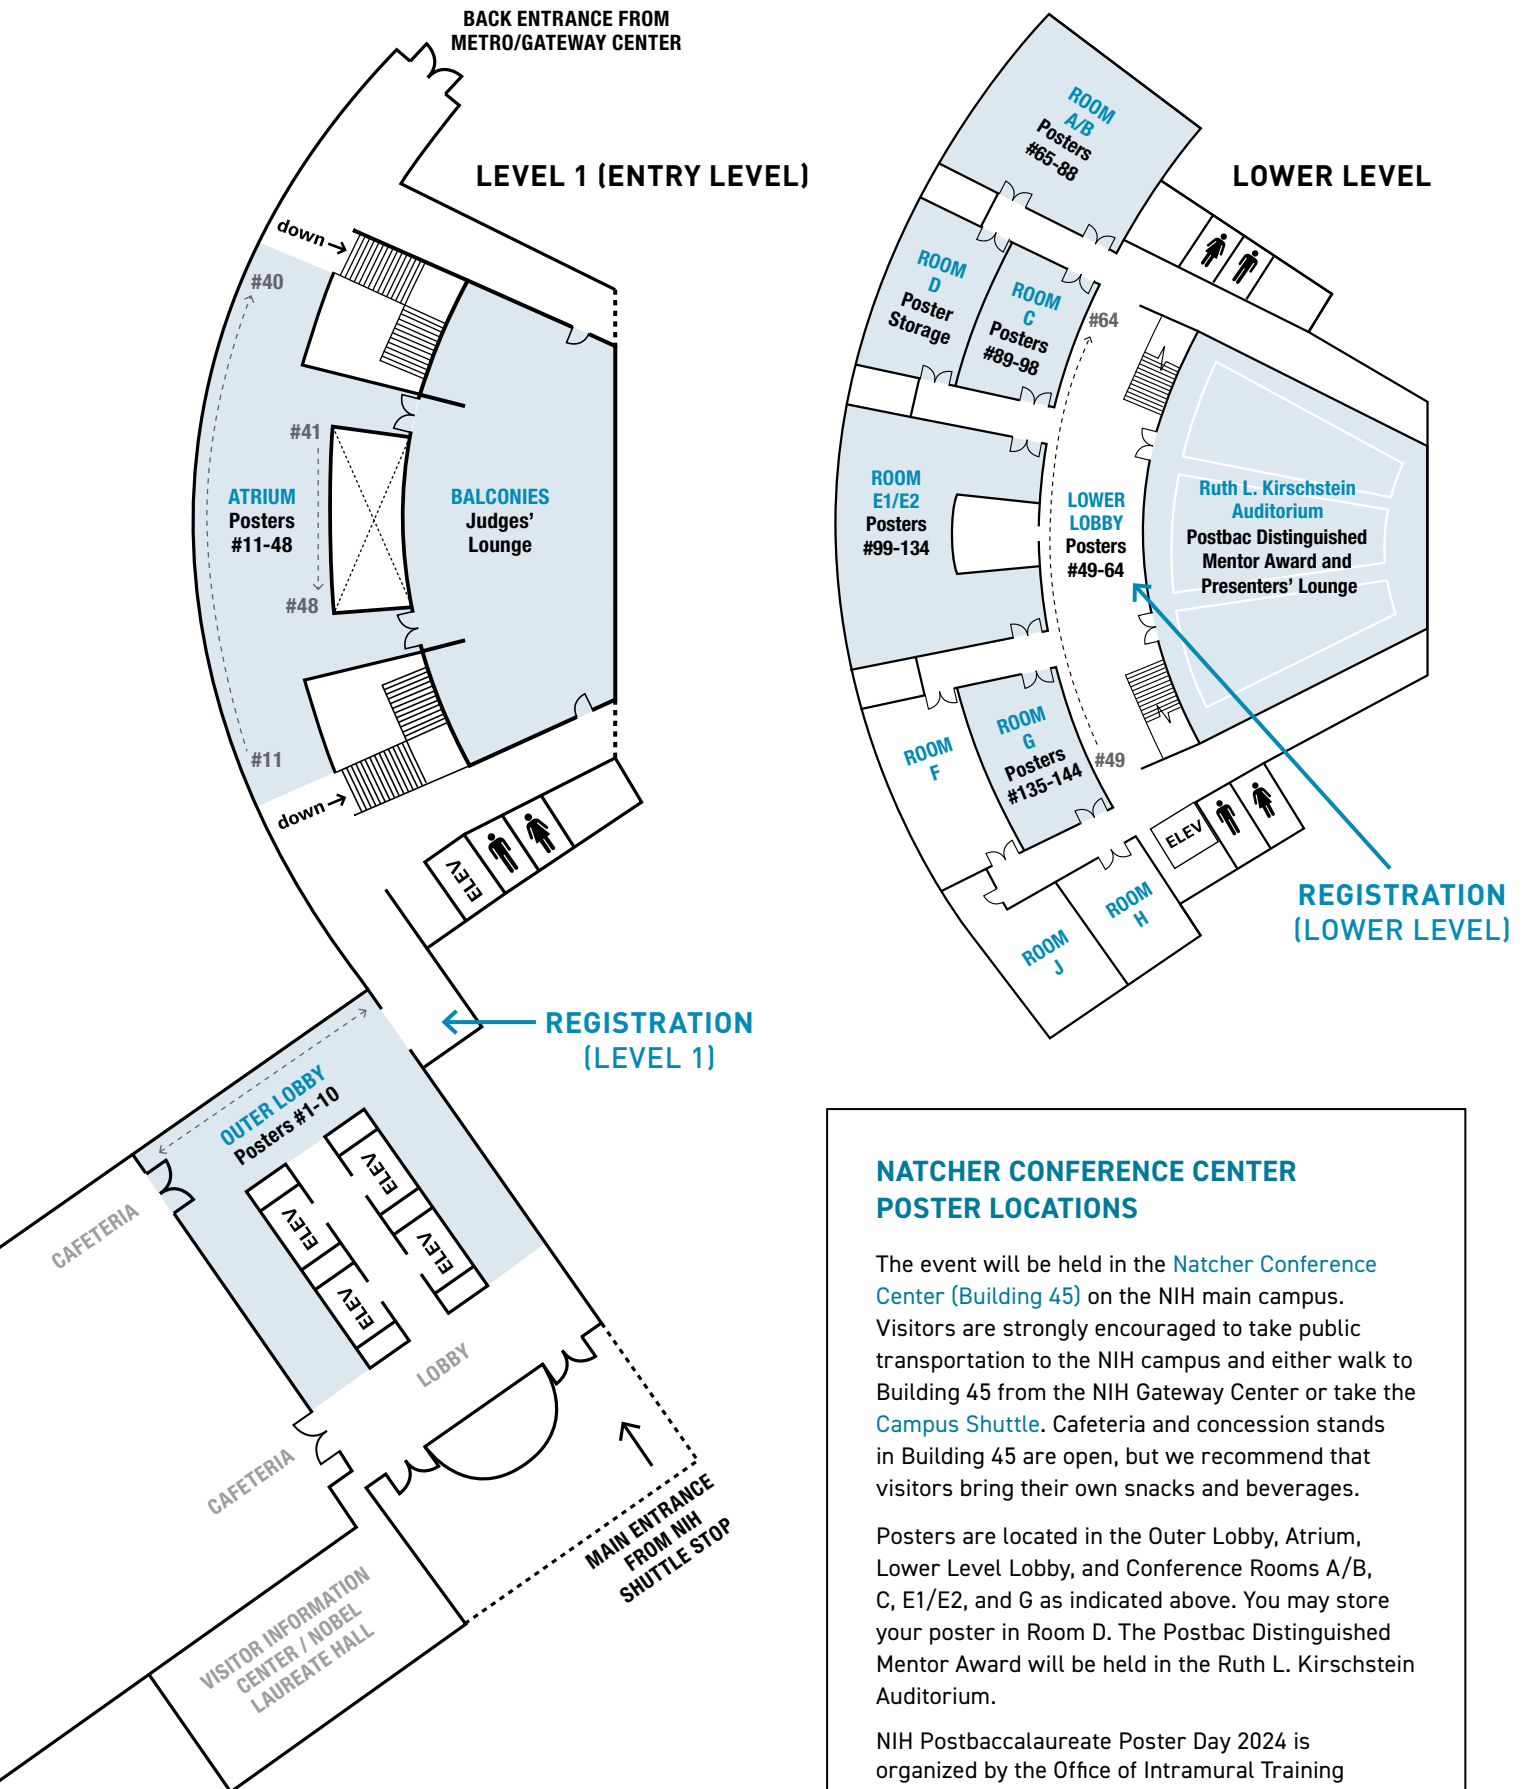 BACK ENTRANCE FROM
METRO/GATEWAY CENTER
LEVEL 1 (ENTRY LEVEL)
down
#40
#41
ATRIUM
Posters
#11-48
BALCONIES
Judges'
Lounge
#48
#11
down
ELEV
REGISTRATION
(LEVEL 1)
OUTER LOBBY
Posters #1-10
ELEV
ELEV
ELEV
ELEV
CAFETERIA
LOBBY
CAFETERIA
MAIN ENTRANCE
FROM NIH
SHUTTLE STOP
VISITOR INFORMATION
CENTER / NOBEL
LAUREATE HALL
LOWER LEVEL
ROOM
A/B
Posters
#65-88
ROOM
D
Poster
Storage
ROOM
C
Posters
#89-98
#64
ROOM
E1/E2
Posters
#99-134
LOWER
LOBBY
Posters
#49-64
Ruth L. Kirschstein
Auditorium
Postbac Distinguished
Mentor Award and
Presenters' Lounge
ROOM
F
ROOM
G
Posters
#135-144
#49
ELEV
ROOM
H
ROOM
J
REGISTRATION
(LOWER LEVEL)
NATCHER CONFERENCE CENTER
POSTER LOCATIONS
The event will be held in the Natcher Conference
Center (Building 45) on the NIH main campus.
Visitors are strongly encouraged to take public
transportation to the NIH campus and either walk to
Building 45 from the NIH Gateway Center or take the
Campus Shuttle. Cafeteria and concession stands
in Building 45 are open, but we recommend that
visitors bring their own snacks and beverages.
Posters are located in the Outer Lobby, Atrium,
Lower Level Lobby, and Conference Rooms A/B,
C, E1/E2, and G as indicated above. You may store
your poster in Room D. The Postbac Distinguished
Mentor Award will be held in the Ruth L. Kirschstein
Auditorium.
NIH Postbaccalaureate Poster Day 2024 is
organized by the Office of Intramural Training